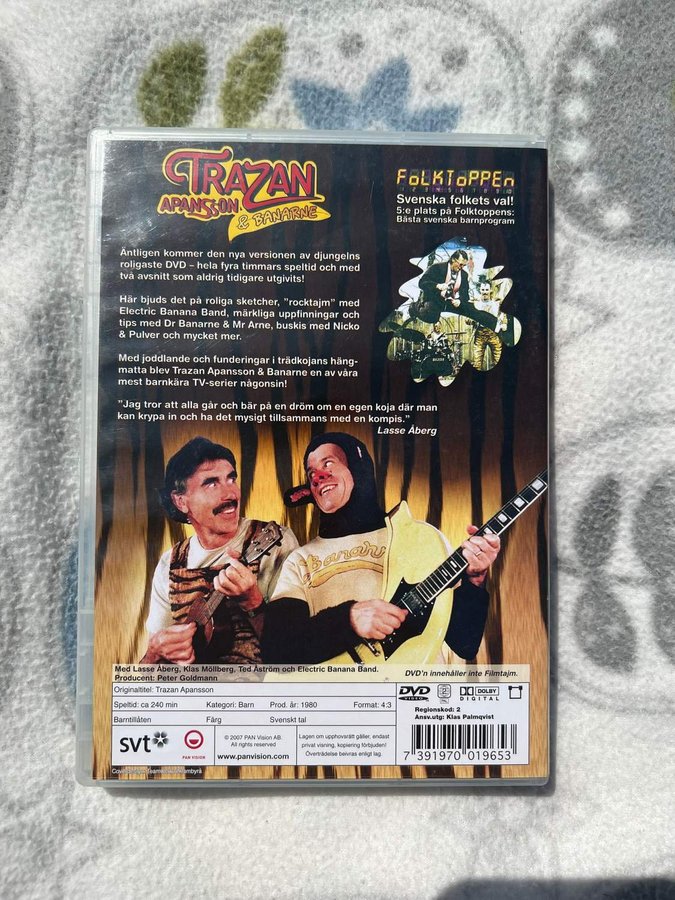 TRAZAN
APANSSON
& BANARNE
FoLKToPPEn
Svenska folkets val!
5:e plats på Folktoppens:
Bästa svenska barnprogram
Äntligen kommer den nya versionen av djungelns
roligaste DVD – hela fyra timmars speltid och med
två avsnitt som aldrig tidigare utgivits!
Här bjuds det på roliga sketcher, ”rocktajm” med
Electric Banana Band, märkliga uppfinningar och
tips med Dr Banarne & Mr Arne, buskis med Nicko
& Pulver och mycket mer.
Med joddlande och funderingar i trädkojans häng-
matta blev Trazan Apansson & Banarne en av våra
mest barnkära TV-serier någonsin!
”Jag tror att alla går och bär på en dröm om en egen koja där man
kan krypa in och ha det mysigt tillsammans med en kompis.”
Lasse Åberg
Banarn
Med Lasse Åberg, Klas Möllberg, Ted Åström och Electric Banana Band.
Producent: Peter Goldmann
DVD'n innehåller inte Filmtajm.
Originaltitel: Trazan Apansson
Speltid: ca 240 min Kategori: Barn Prod. år: 1980 Format: 4:3
Barntillåten Färg Svenskt tal
DVD VIDEO 2 DOLBY DIGITAL
Regionskod: 2
Ansv.utg: Klas Palmqvist
svt PAN VISION
© 2007 PAN Vision AB.
All rights reserved
www.panvision.com
Lagen om upphovsrätt gäller, endast
privat visning, kopiering förbjuden!
Överträdelse beivras enligt lag.
7 391970 019653